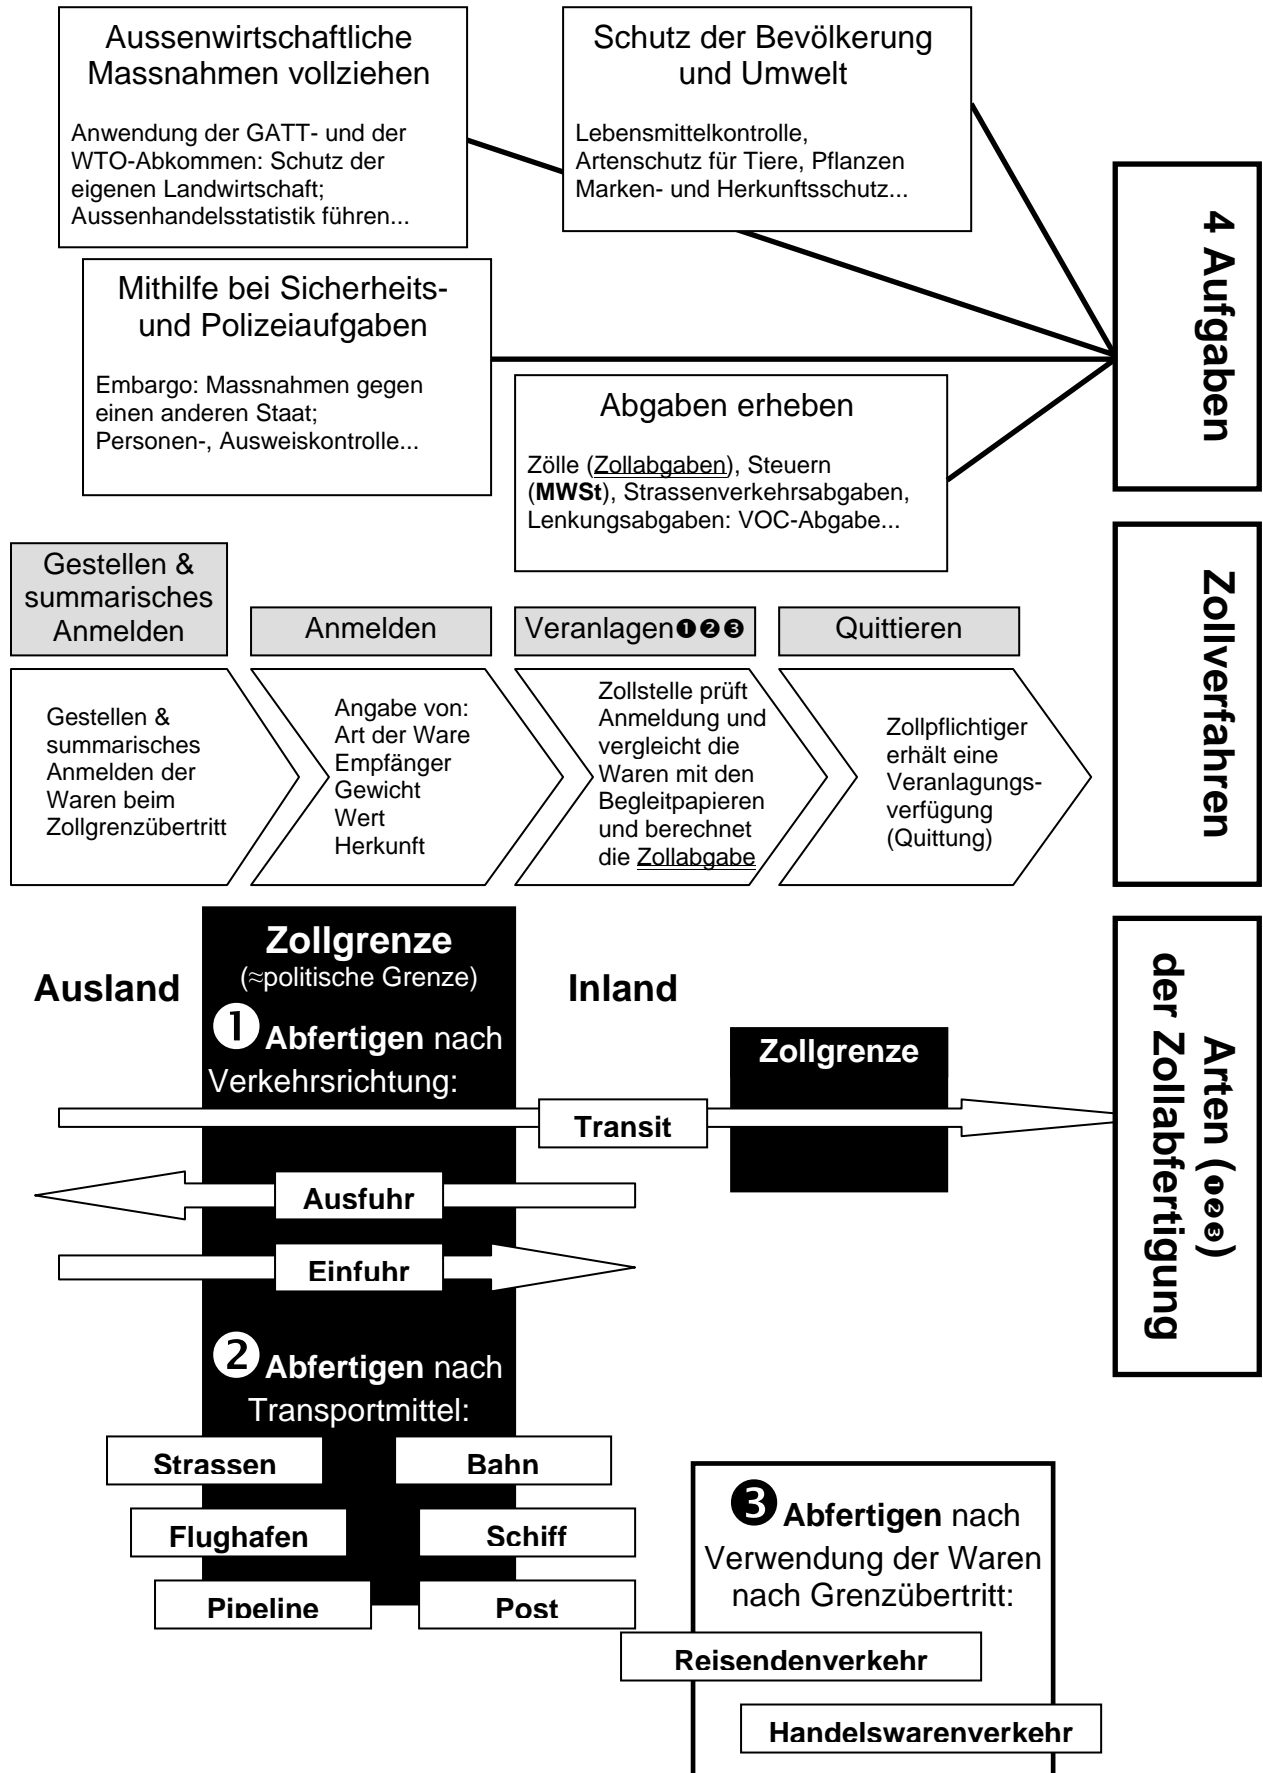 Aussenwirtschaftliche
Massnahmen vollziehen
Anwendung der GATT- und der
WTO-Abkommen: Schutz der
eigenen Landwirtschaft;
Aussenhandelsstatistik führen...
Schutz der Bevölkerung
und Umwelt
Lebensmittelkontrolle,
Artenschutz für Tiere, Pflanzen
Marken- und Herkunftsschutz...
Mithilfe bei Sicherheits-
und Polizeiaufgaben
Embargo: Massnahmen gegen
einen anderen Staat;
Personen-, Ausweiskontrolle...
Abgaben erheben
Zölle (Zollabgaben), Steuern
(MWSt), Strassenverkehrsabgaben,
Lenkungsabgaben: VOC-Abgabe...
4 Aufgaben
Gestellen &
summarisches
Anmelden
Anmelden
Veranlagen❶❷❸
Quittieren
Gestellen &
summarisches
Anmelden der
Waren beim
Zollgrenzübertritt
Angabe von:
Art der Ware
Empfänger
Gewicht
Wert
Herkunft
Zollstelle prüft
Anmeldung und
vergleicht die
Waren mit den
Begleitpapieren
und berechnet
die Zollabgabe
Zollpflichtiger
erhält eine
Veranlagungs-
verfügung
(Quittung)
Zollverfahren
Ausland
Zollgrenze
(≈politische Grenze)
Inland
❶Abfertigen nach
Verkehrsrichtung:
Zollgrenze
Transit
Ausfuhr
Einfuhr
❷Abfertigen nach
Transportmittel:
Strassen
Bahn
Flughafen
Schiff
Pipeline
Post
❸Abfertigen nach
Verwendung der Waren
nach Grenzübertritt:
Reisendenverkehr
Handelswarenverkehr
Arten (❶❷❸)
der Zollabfertigung